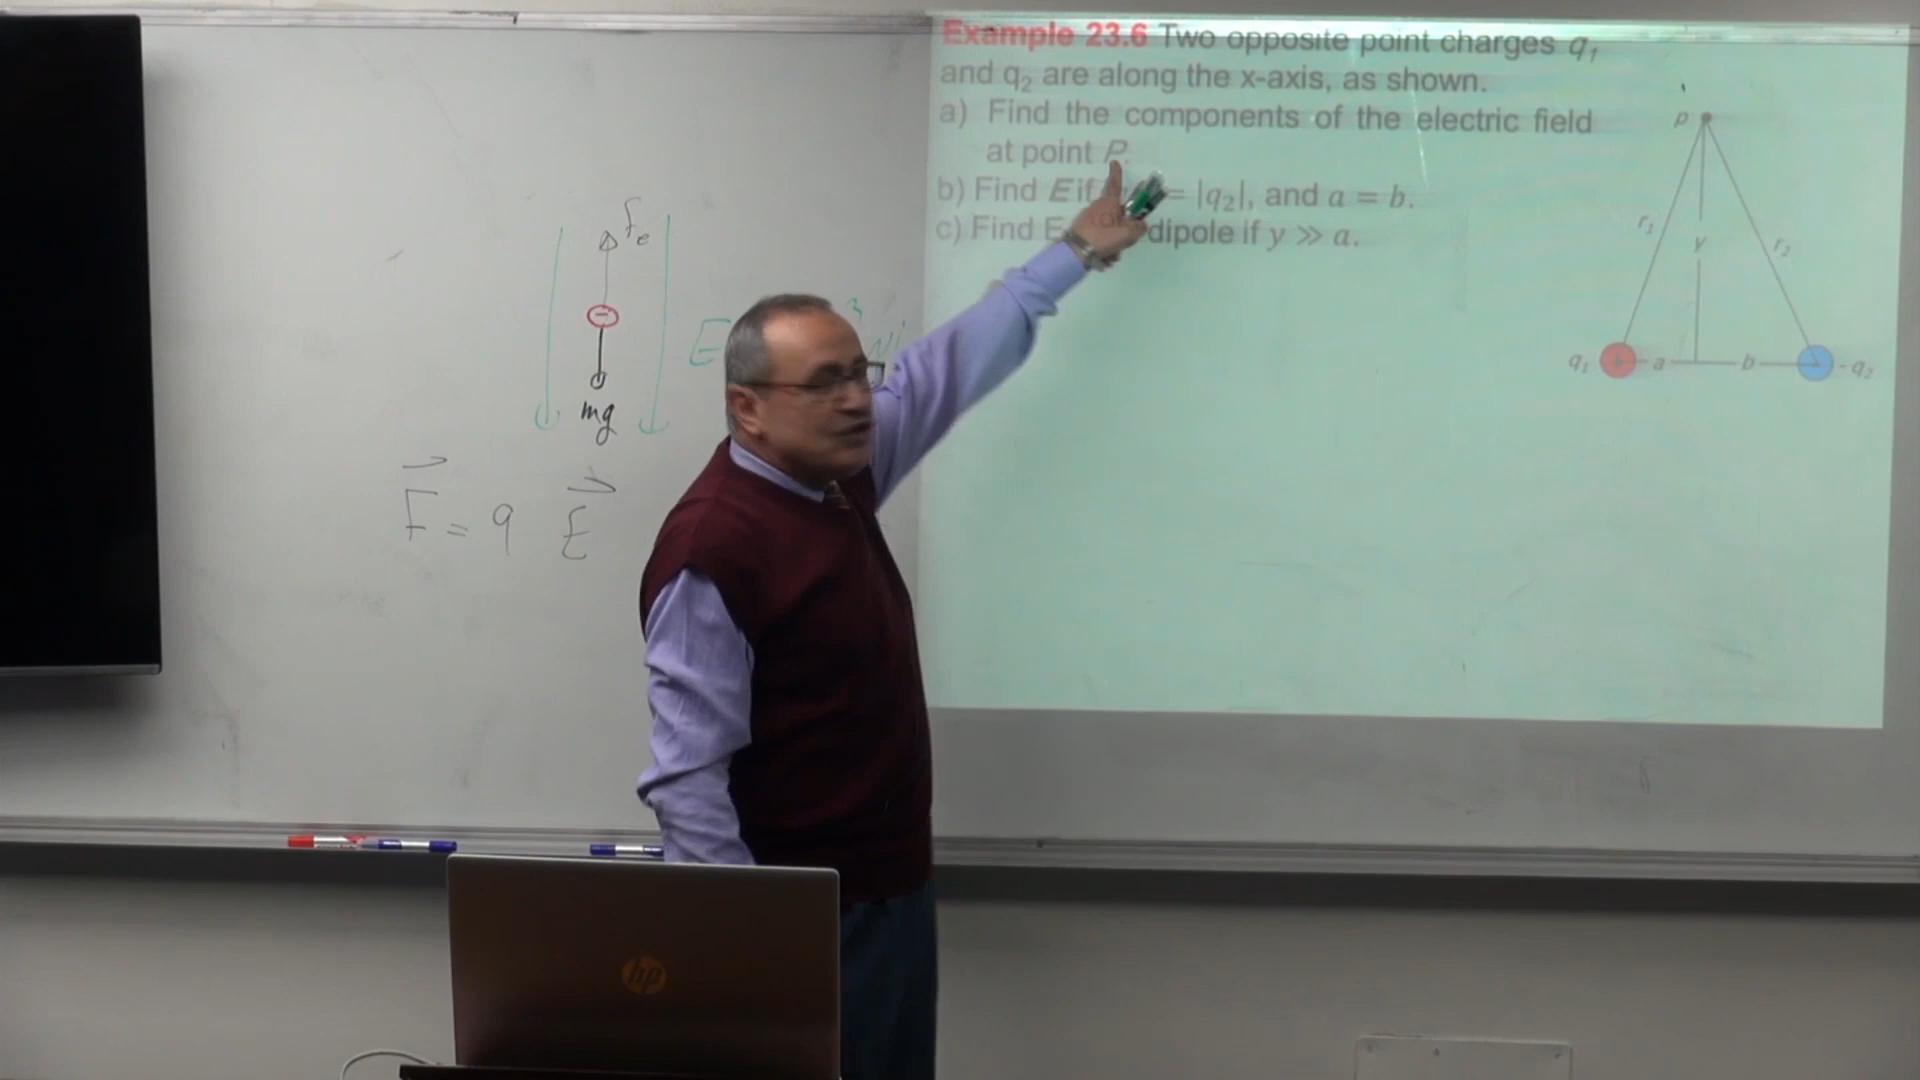 Example 23.6 Two opposite point charges q₁
and q₂ are along the x-axis, as shown.
a) Find the components of the electric field
at point P.
b) Find E if = |q₂|, and a = b.
c) Find E dipole if y ≫ a.
P
r₁
y
r₂
q₁ + a b - -q₂
fe
−
mg
E 3
F = q E
hp